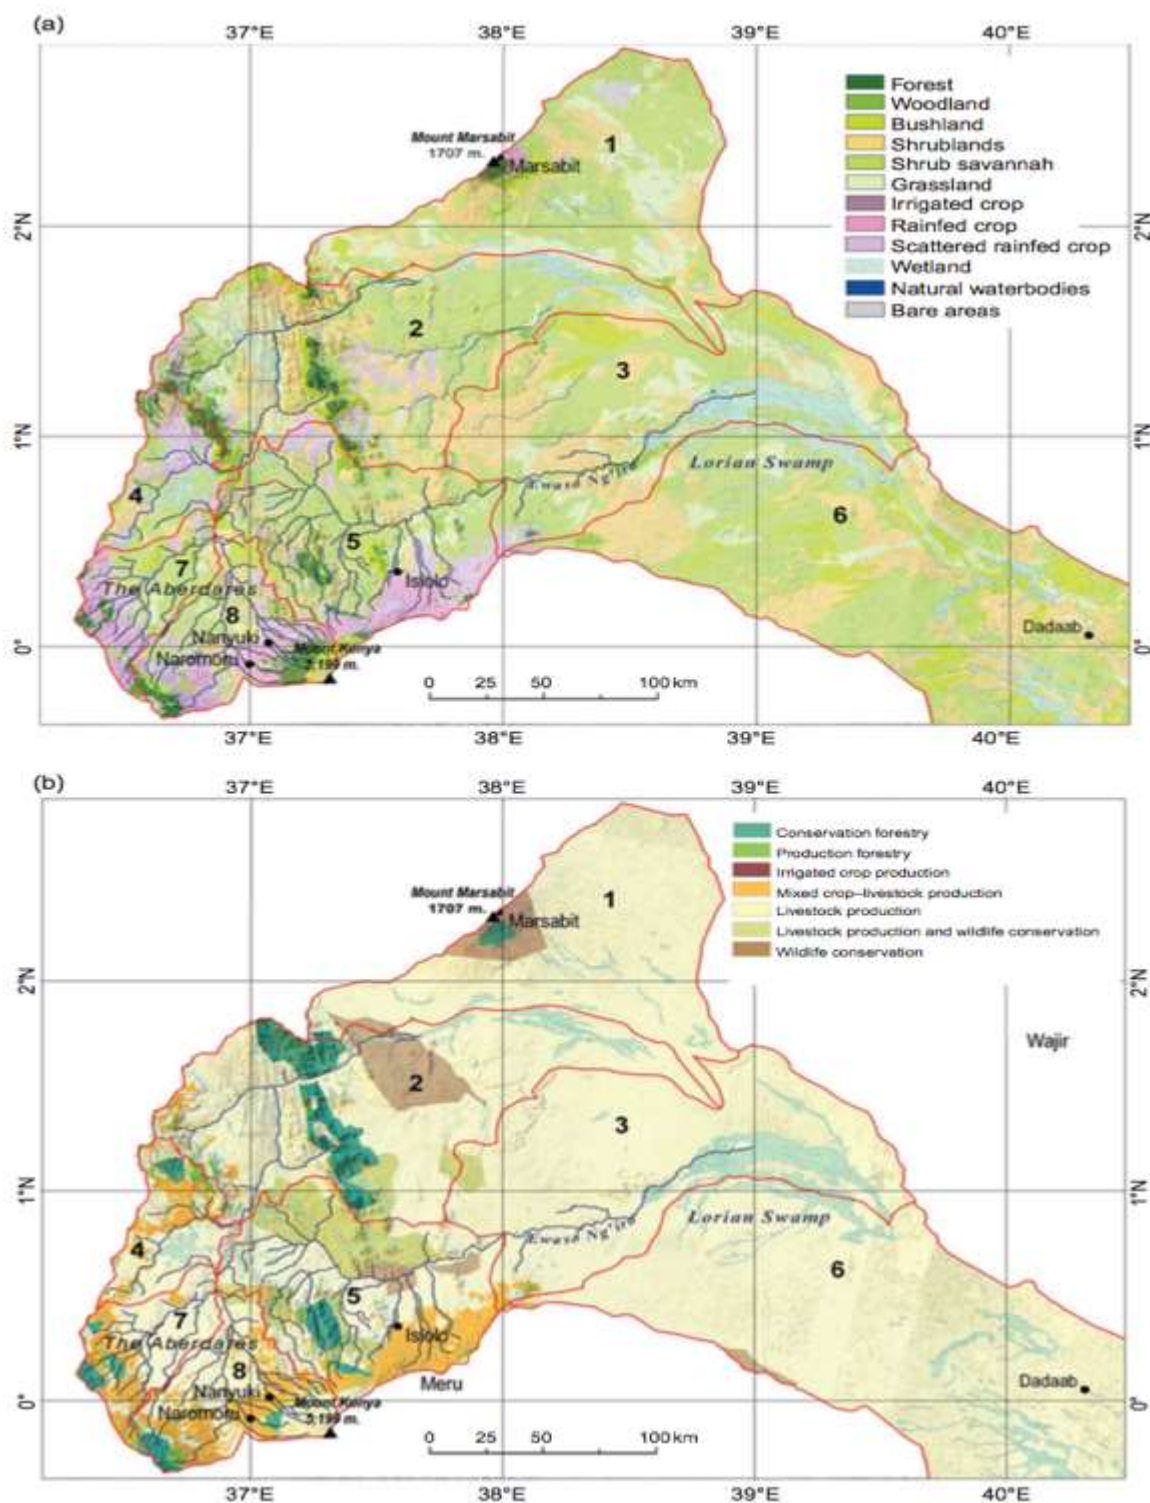 (a)
37°E 38°E 39°E 40°E
Forest
Woodland
Bushland
Shrublands
Shrub savannah
Grassland
Irrigated crop
Rainfed crop
Scattered rainfed crop
Wetland
Natural waterbodies
Bare areas
1
Mount Marsabit
1707 m.
Marsabit
2°N 2°N
2
3
1°N 1°N
Lorian Swamp
Ewaso Ng'iro
4
6
5
7
Isiolo
The Aberdares
8
Nanyuki
Naromoru
Mount Kenya
5,199 m.
Dadaab
0° 0°
0 25 50 100 km
37°E 38°E 39°E 40°E
(b)
37°E 38°E 39°E 40°E
Conservation forestry
Production forestry
Irrigated crop production
Mixed crop–livestock production
Livestock production
Livestock production and wildlife conservation
Wildlife conservation
1
Mount Marsabit
1707 m.
Marsabit
2°N 2°N
Wajir
2
3
1°N 1°N
Lorian Swamp
Ewaso Ng'iro
4
6
5
7
Isiolo
The Aberdares
8
Meru
Nanyuki
Naromoru
Mount Kenya
5,199 m.
Dadaab
0° 0°
0 25 50 100 km
37°E 38°E 39°E 40°E